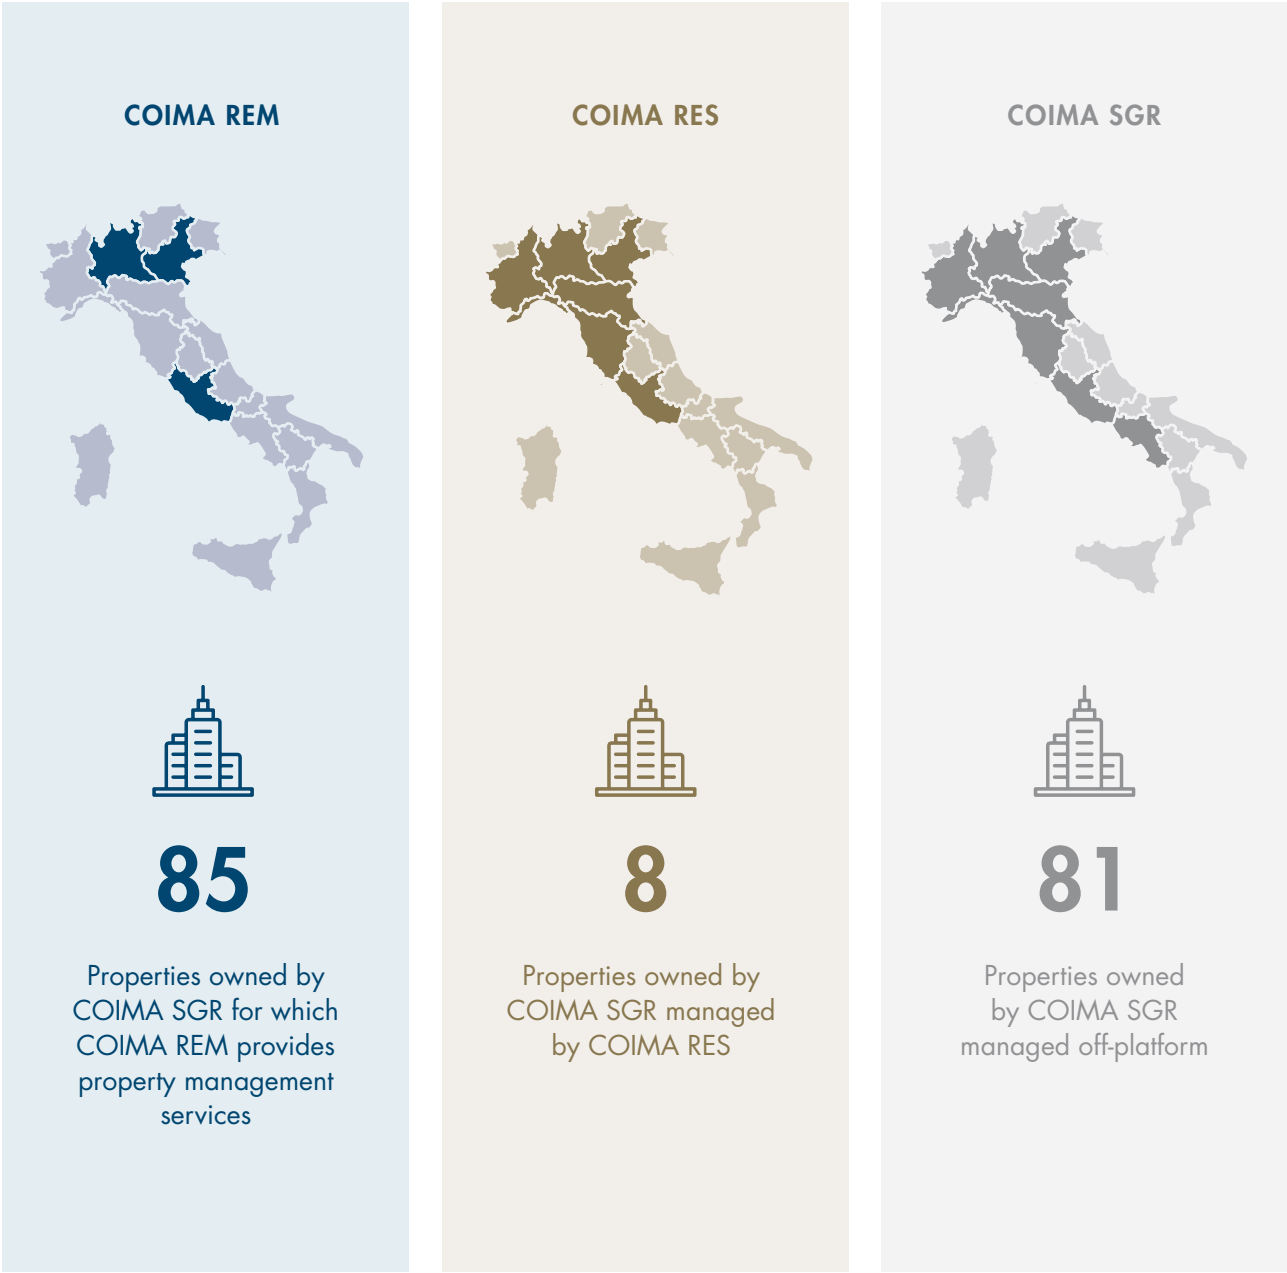 COIMA REM
85
Properties owned by
COIMA SGR for which
COIMA REM provides
property management
services
COIMA RES
8
Properties owned by
COIMA SGR managed
by COIMA RES
COIMA SGR
81
Properties owned
by COIMA SGR
managed off-platform